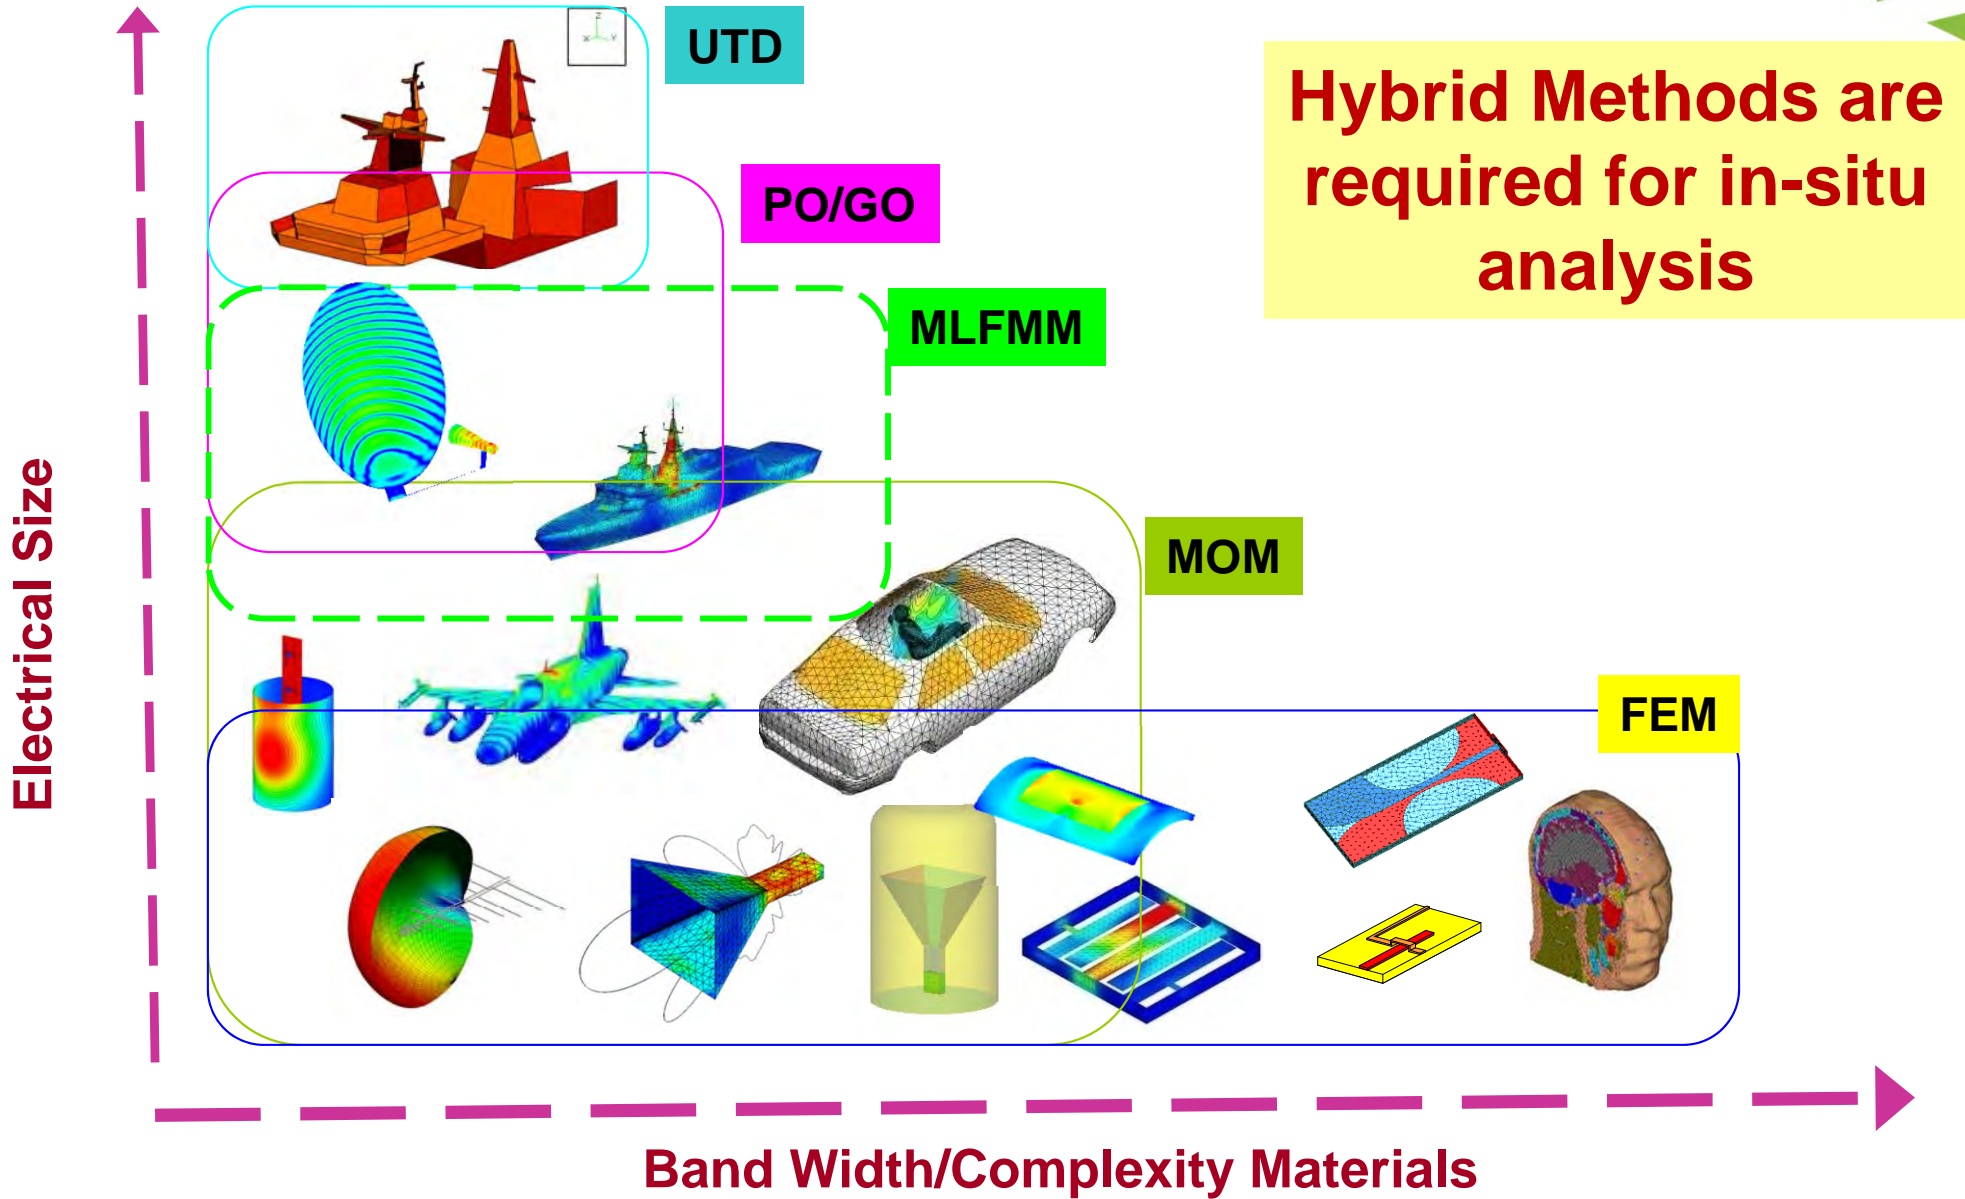 UTD
Z
X
Y
PO/GO
Hybrid Methods are
required for in-situ
analysis
MLFMM
MOM
FEM
Electrical Size
Band Width/Complexity Materials